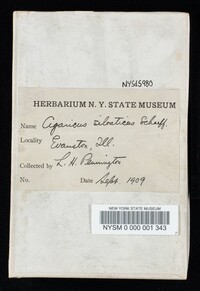 NYS15980
HERBARIUM N. Y. STATE MUSEUM
Name Agaricus silvaticus Schaeff.
Locality Evanston, Ill.
Collected by L. H. Pennington
No. Date Sept. 1909
NEW YORK STATE MUSEUM
NYSM 0 000 001 343